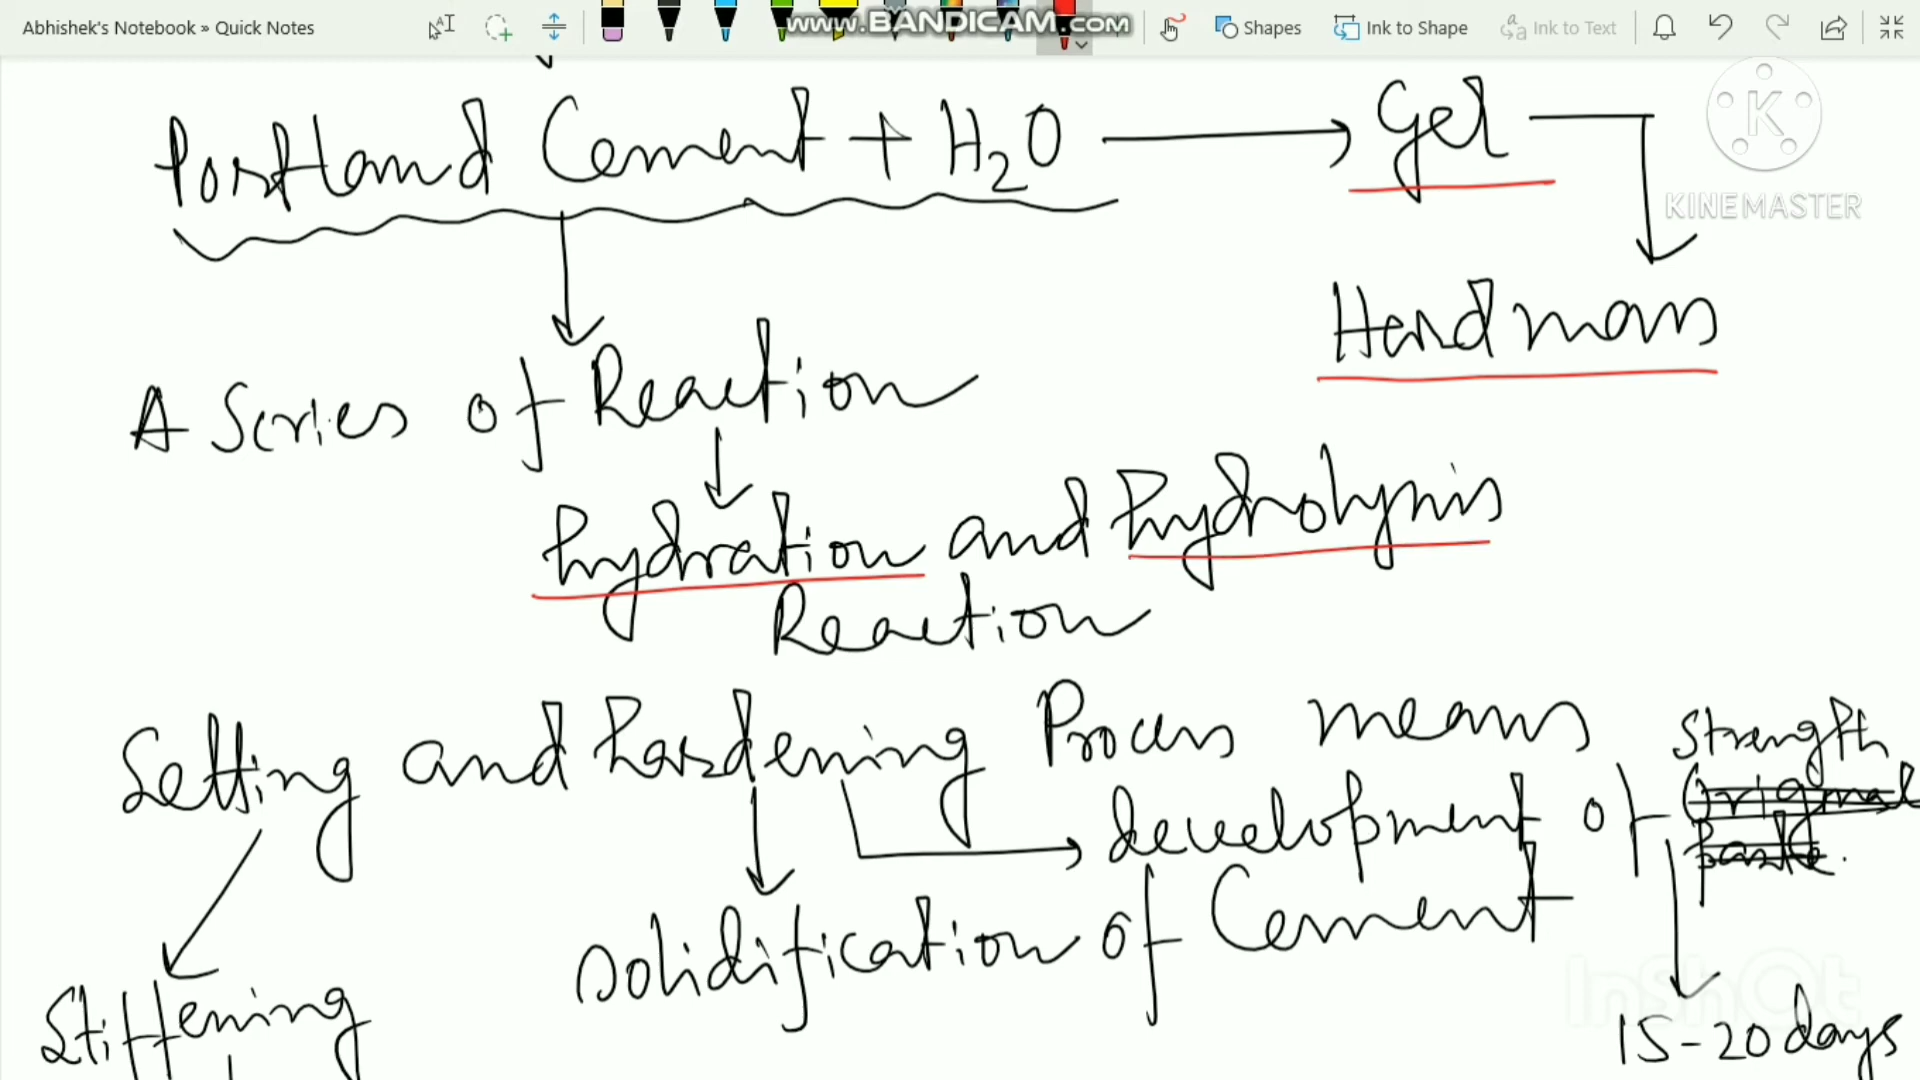 Abhishek's Notebook » Quick Notes
www.BANDICAM.com
Shapes
Ink to Shape
Ink to Text
Portland Cement + H2O → Gel
K
KINEMASTER
Hard mass
A Series of Reaction
hydration and hydrolysis
Reaction
Setting and hardening Process means
development of strength
Original
paste.
solidification of Cement
Stiffening
15-20 days
InShOt